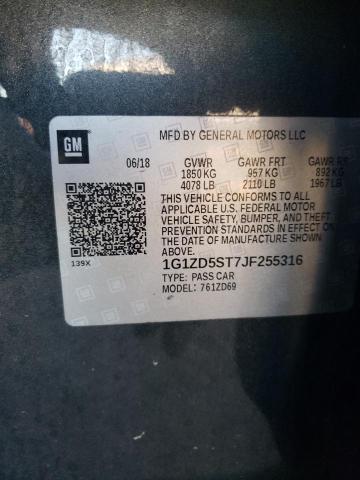 GM
MFD BY GENERAL MOTORS LLC
06/18 GVWR GAWR FRT GAWR RR
1850 KG 957 KG 892 KG
4078 LB 2110 LB 1967 LB
THIS VEHICLE CONFORMS TO ALL
APPLICABLE U.S. FEDERAL MOTOR
VEHICLE SAFETY, BUMPER, AND THEFT
PREVENTION STANDARDS IN EFFECT ON
THE DATE OF MANUFACTURE SHOWN
ABOVE.
139X
1G1ZD5ST7JF255316
TYPE: PASS CAR
MODEL: 761ZD69